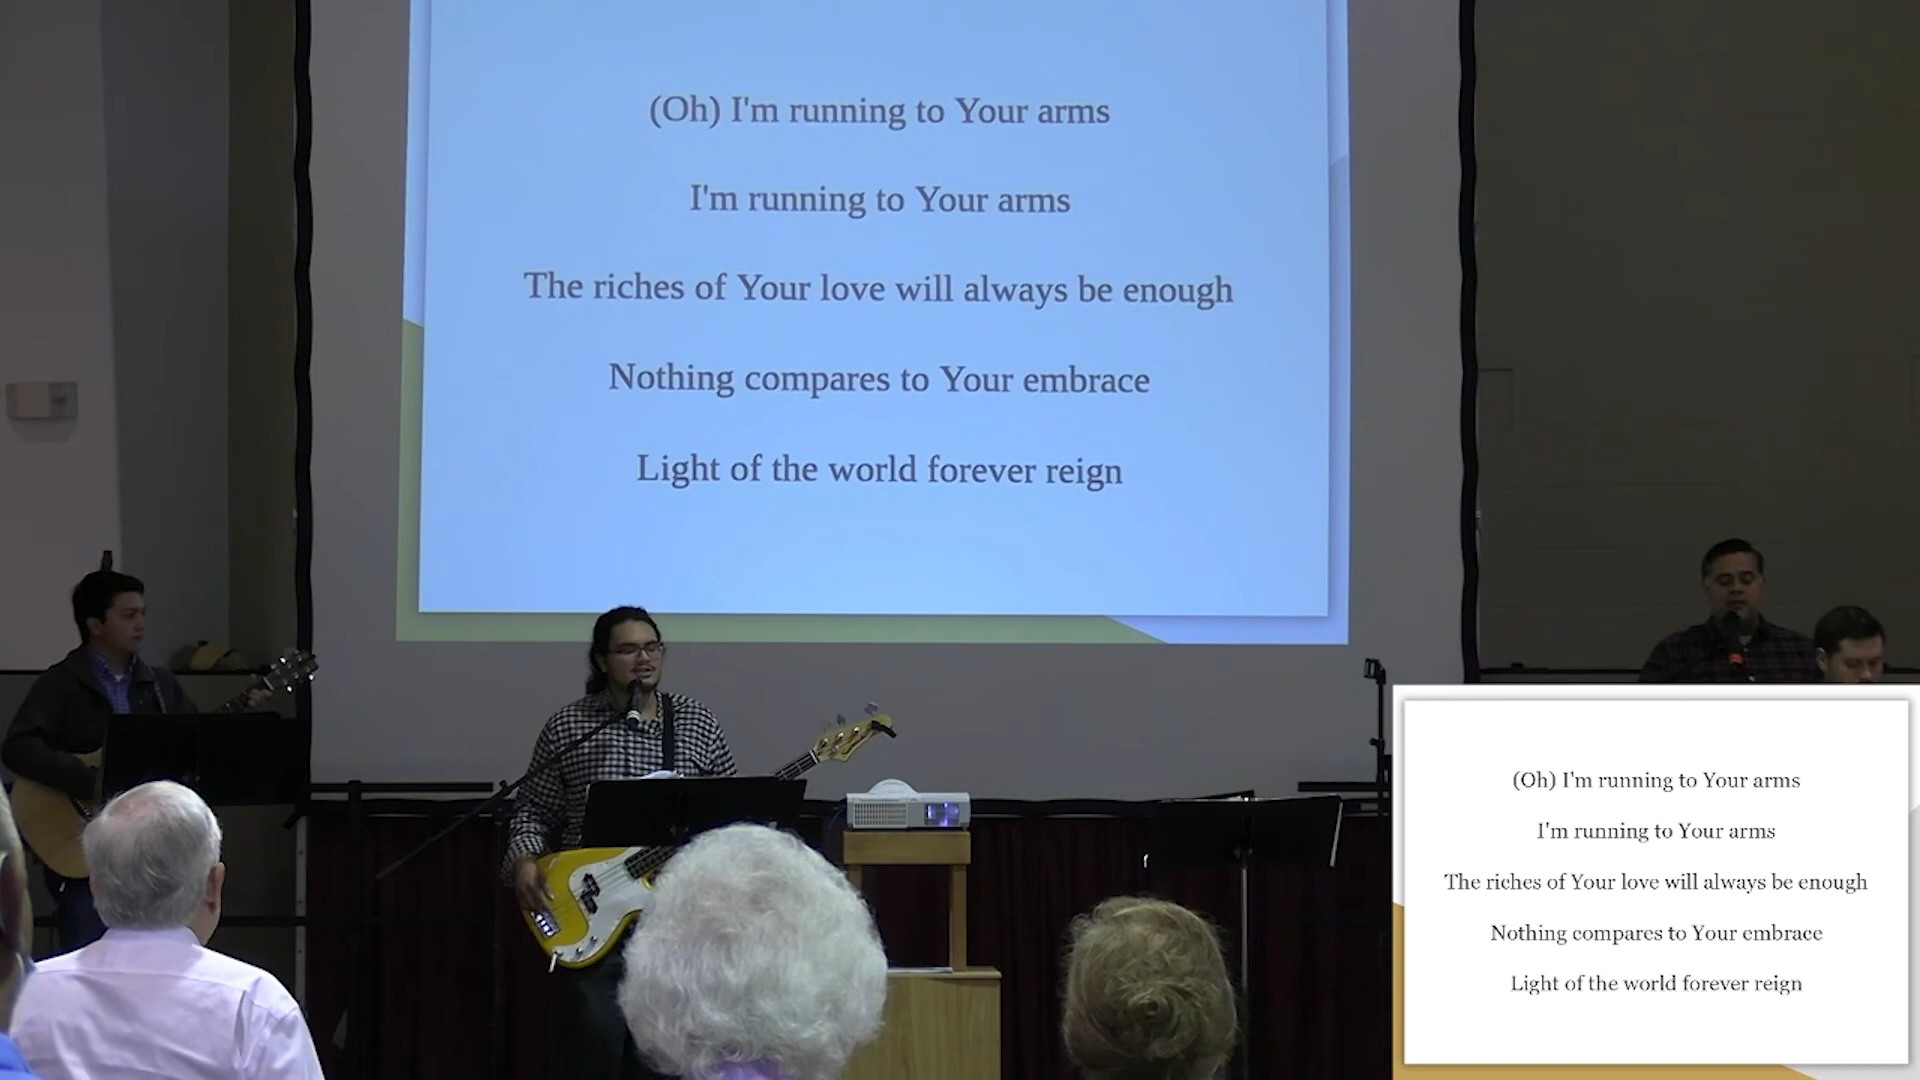 (Oh) I'm running to Your arms
I'm running to Your arms
The riches of Your love will always be enough
Nothing compares to Your embrace
Light of the world forever reign
(Oh) I'm running to Your arms
I'm running to Your arms
The riches of Your love will always be enough
Nothing compares to Your embrace
Light of the world forever reign